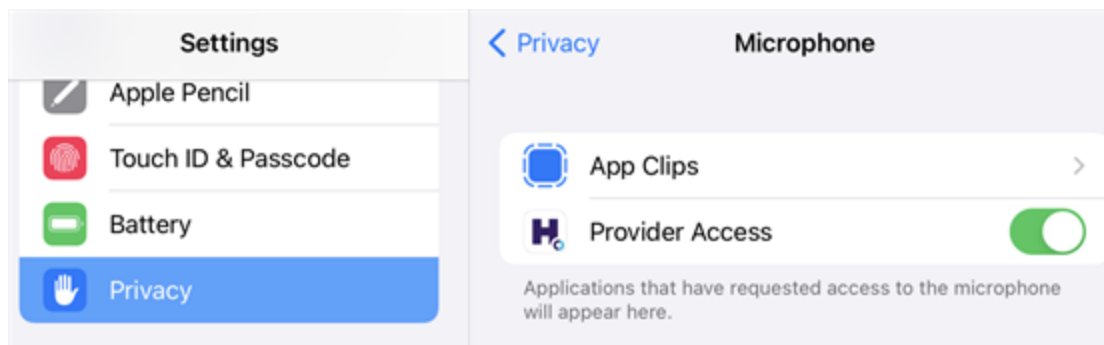 Settings
Apple Pencil
Touch ID & Passcode
Battery
Privacy
Privacy
Microphone
App Clips
Provider Access
Applications that have requested access to the microphone
will appear here.